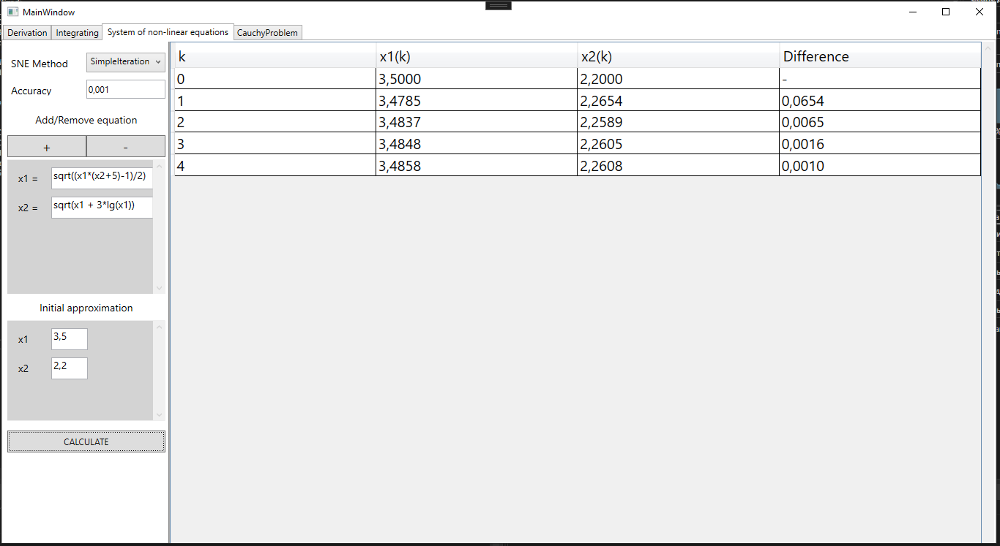 MainWindow
Derivation Integrating System of non-linear equations CauchyProblem
SNE Method SimpleIteration
Accuracy 0,001
Add/Remove equation
+ -
x1 = sqrt((x1*(x2+5)-1)/2)
x2 = sqrt(x1 + 3*lg(x1))
Initial approximation
x1 3,5
x2 2,2
CALCULATE
k x1(k) x2(k) Difference
0 3,5000 2,2000 -
1 3,4785 2,2654 0,0654
2 3,4837 2,2589 0,0065
3 3,4848 2,2605 0,0016
4 3,4858 2,2608 0,0010